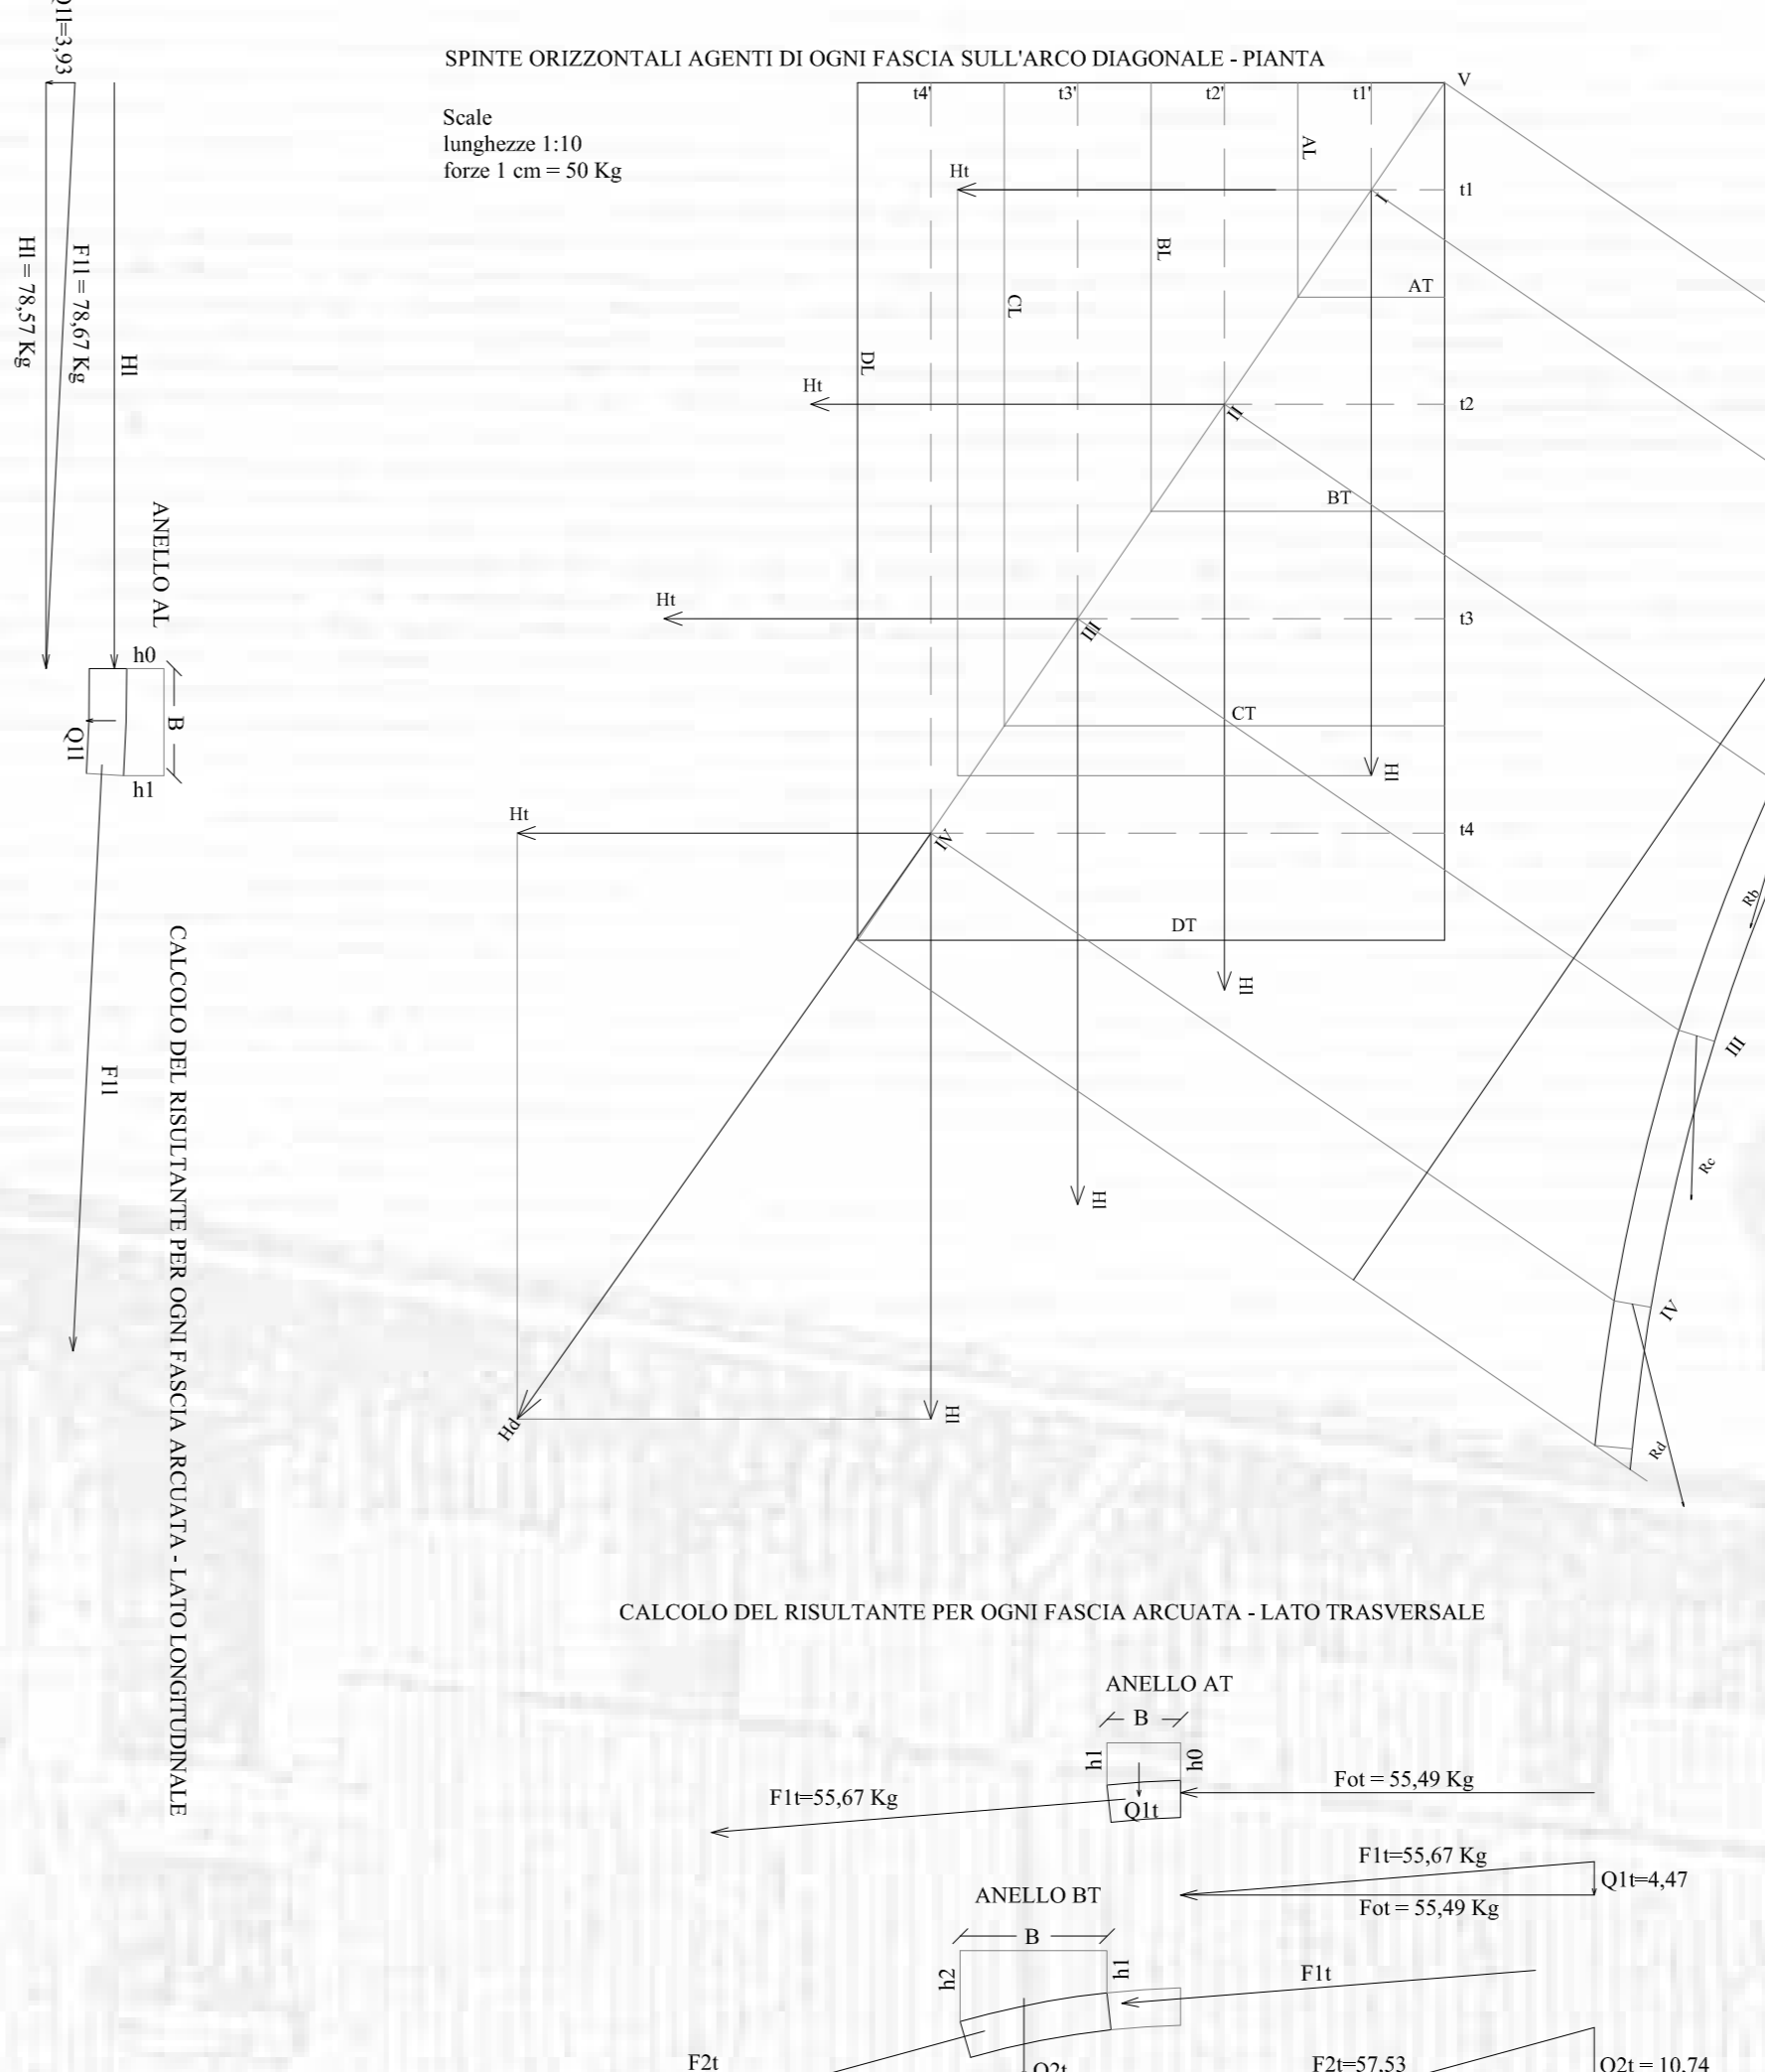 SPINTE ORIZZONTALI AGENTI DI OGNI FASCIA SULL'ARCO DIAGONALE - PIANTA
Scale
lunghezze 1:10
forze 1 cm = 50 Kg
t4'
t3'
t2'
t1'
V
AL
Ht
I
t1
BL
AT
CL
DL
Ht
II
t2
BT
Ht
III
t3
CT
Hl
Ht
IV
t4
DT
Hl
Hl
Hl
Hd
Rb
III
Rc
IV
Rd
Q1l=3,93
Hl = 78,57 Kg
F1l = 78,67 Kg
Hl
ANELLO AL
h0
B
Q1l
h1
F1l
CALCOLO DEL RISULTANTE PER OGNI FASCIA ARCUATA - LATO LONGITUDINALE
CALCOLO DEL RISULTANTE PER OGNI FASCIA ARCUATA - LATO TRASVERSALE
ANELLO AT
B
h1
h0
Fot = 55,49 Kg
F1t=55,67 Kg
Q1t
F1t=55,67 Kg
Q1t=4,47
Fot = 55,49 Kg
ANELLO BT
B
h2
h1
F1t
F2t
Q2t
F2t=57,53
Q2t = 10,74